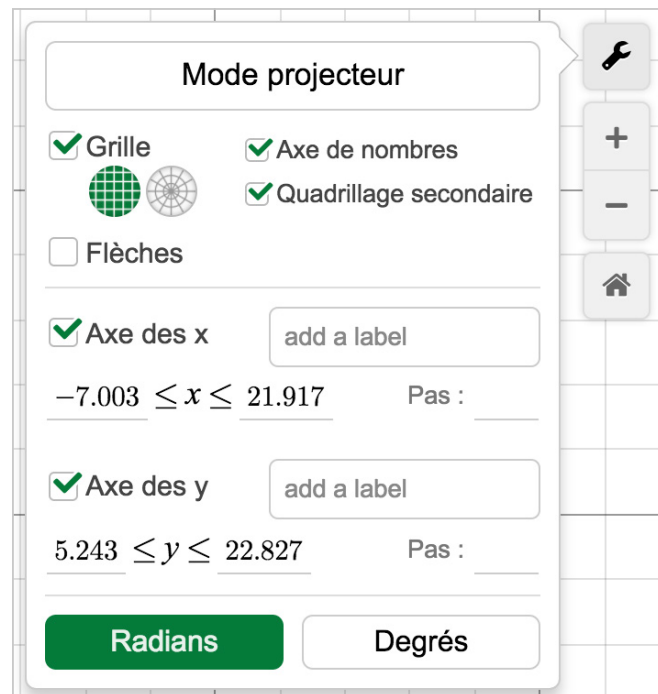 Mode projecteur
Grille
Axe de nombres
Quadrillage secondaire
Flèches
Axe des x
add a label
−7.003 ≤ x ≤ 21.917 Pas :
Axe des y
add a label
5.243 ≤ y ≤ 22.827 Pas :
Radians Degrés